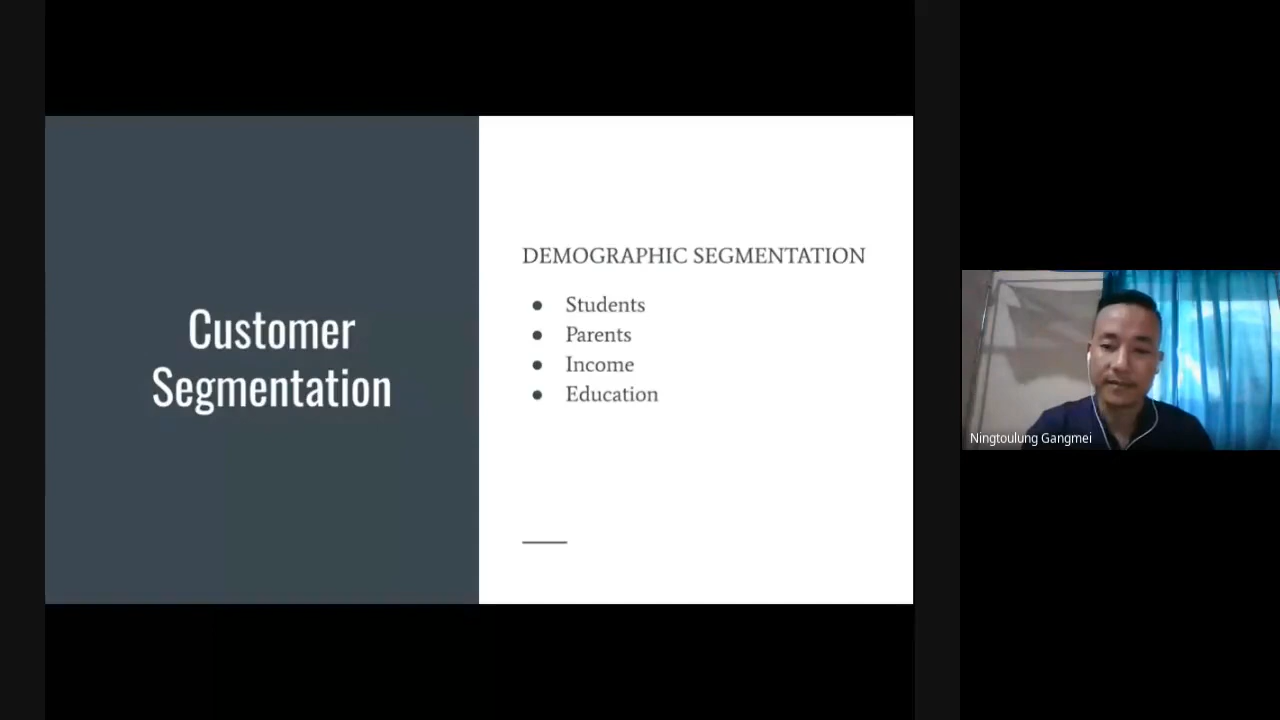 Customer
Segmentation
DEMOGRAPHIC SEGMENTATION
● Students
● Parents
● Income
● Education
Ningtoulung Gangmei